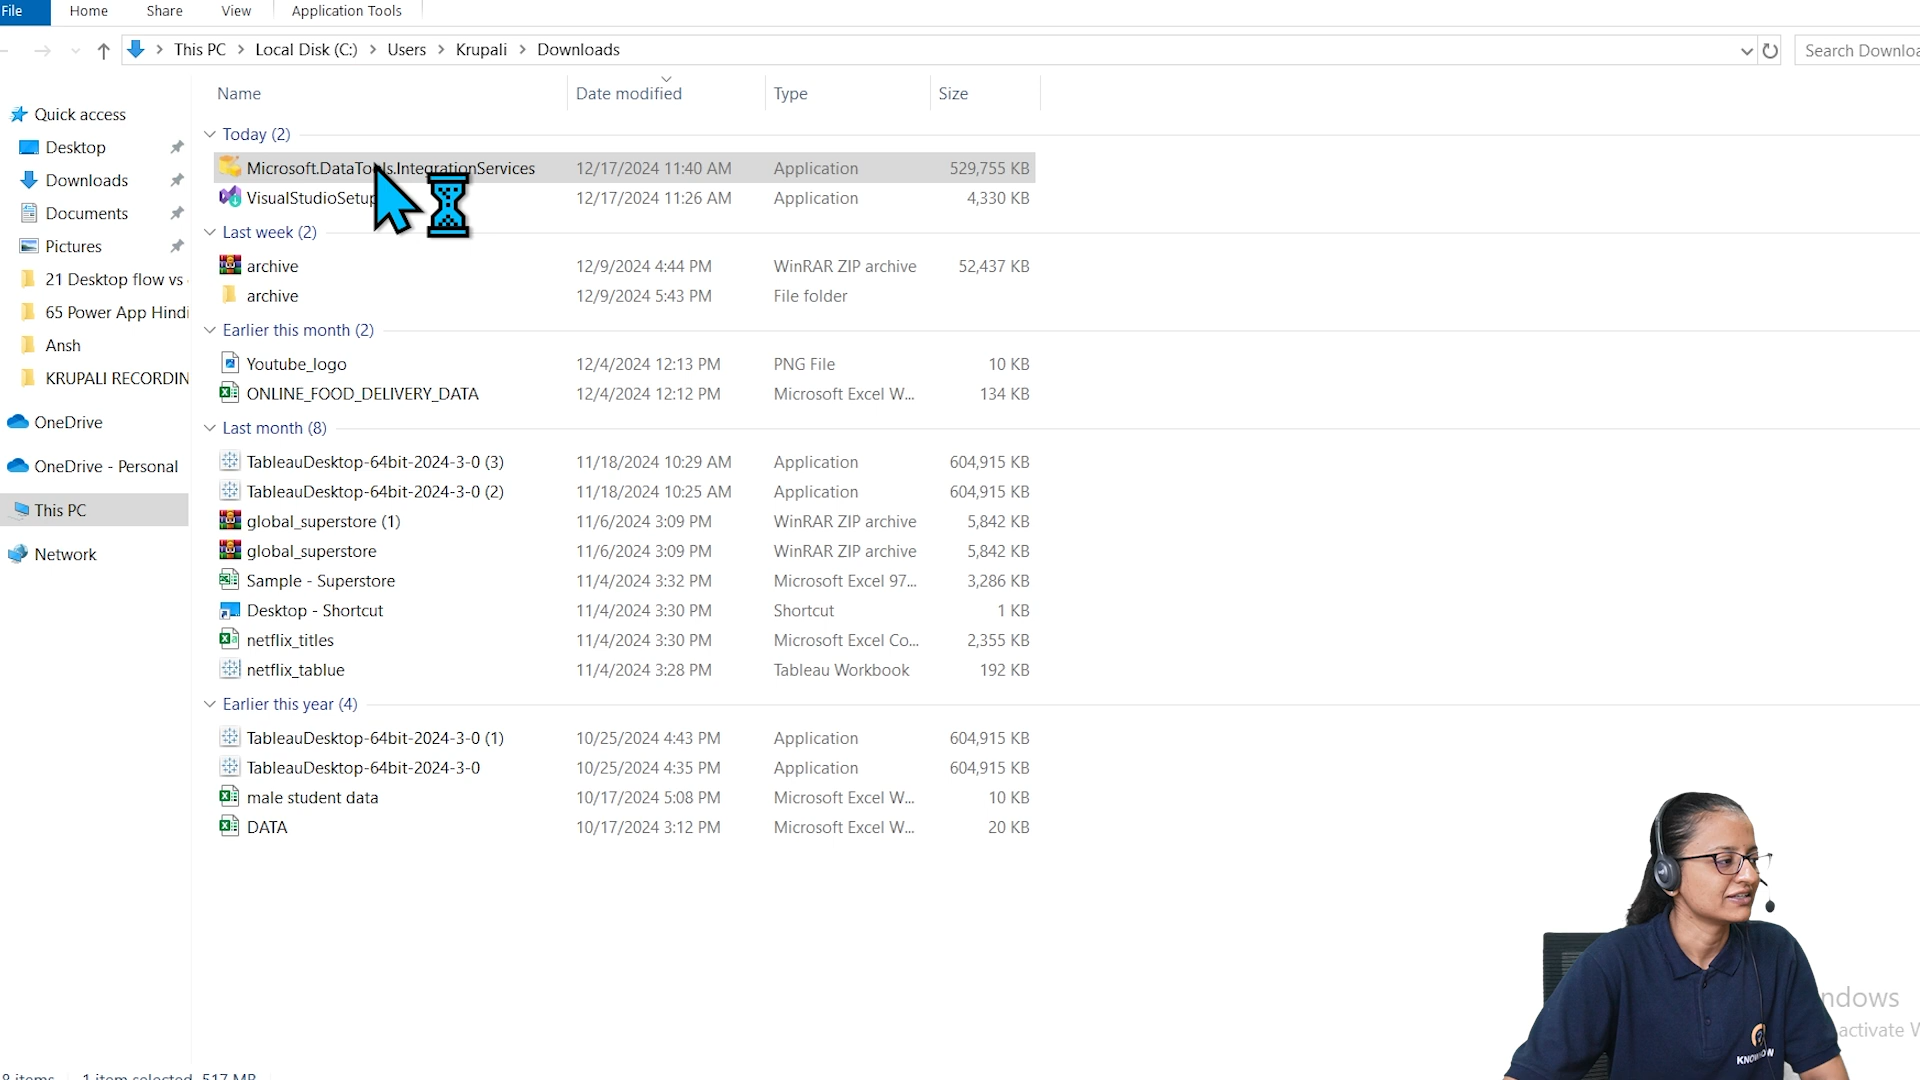 File Home Share View Application Tools
This PC Local Disk (C:) Users Krupali Downloads Search
Name Date modified Type Size
Quick access
Desktop
Downloads
Documents
Pictures
21 Desktop flow vs
65 Power App Hindi
Ansh
KRUPALI
OneDrive
OneDrive - Personal
This PC
Network
Today (2)
Microsoft.DataTools.IntegrationServices 12/17/2024 11:40 AM Application 529,755 KB
VisualStudioSetup 12/17/2024 11:26 AM Application 4,330 KB
Last week (2)
archive 12/9/2024 4:44 PM WinRAR ZIP archive 52,437 KB
archive 12/9/2024 5:43 PM File folder
Earlier this month (2)
Youtube_logo 12/4/2024 12:13 PM PNG File 10 KB
ONLINE_FOOD_DELIVERY_DATA 12/4/2024 12:12 PM Microsoft Excel W... 134 KB
Last month (8)
TableauDesktop-64bit-2024-3-0 (3) 11/18/2024 10:29 AM Application 604,915 KB
TableauDesktop-64bit-2024-3-0 (2) 11/18/2024 10:25 AM Application 604,915 KB
global_superstore (1) 11/6/2024 3:09 PM WinRAR ZIP archive 5,842 KB
global_superstore 11/6/2024 3:09 PM WinRAR ZIP archive 5,842 KB
Sample - Superstore 11/4/2024 3:32 PM Microsoft Excel 97... 3,286 KB
Desktop - Shortcut 11/4/2024 3:30 PM Shortcut 1 KB
netflix_titles 11/4/2024 3:30 PM Microsoft Excel Co... 2,355 KB
netflix_tablue 11/4/2024 3:28 PM Tableau Workbook 192 KB
Earlier this year (4)
TableauDesktop-64bit-2024-3-0 (1) 10/25/2024 4:43 PM Application 604,915 KB
TableauDesktop-64bit-2024-3-0 10/25/2024 4:35 PM Application 604,915 KB
male student data 10/17/2024 5:08 PM Microsoft Excel W... 10 KB
DATA 10/17/2024 3:12 PM Microsoft Excel W... 20 KB
ndows
activate
items 1 item selected 517 MB